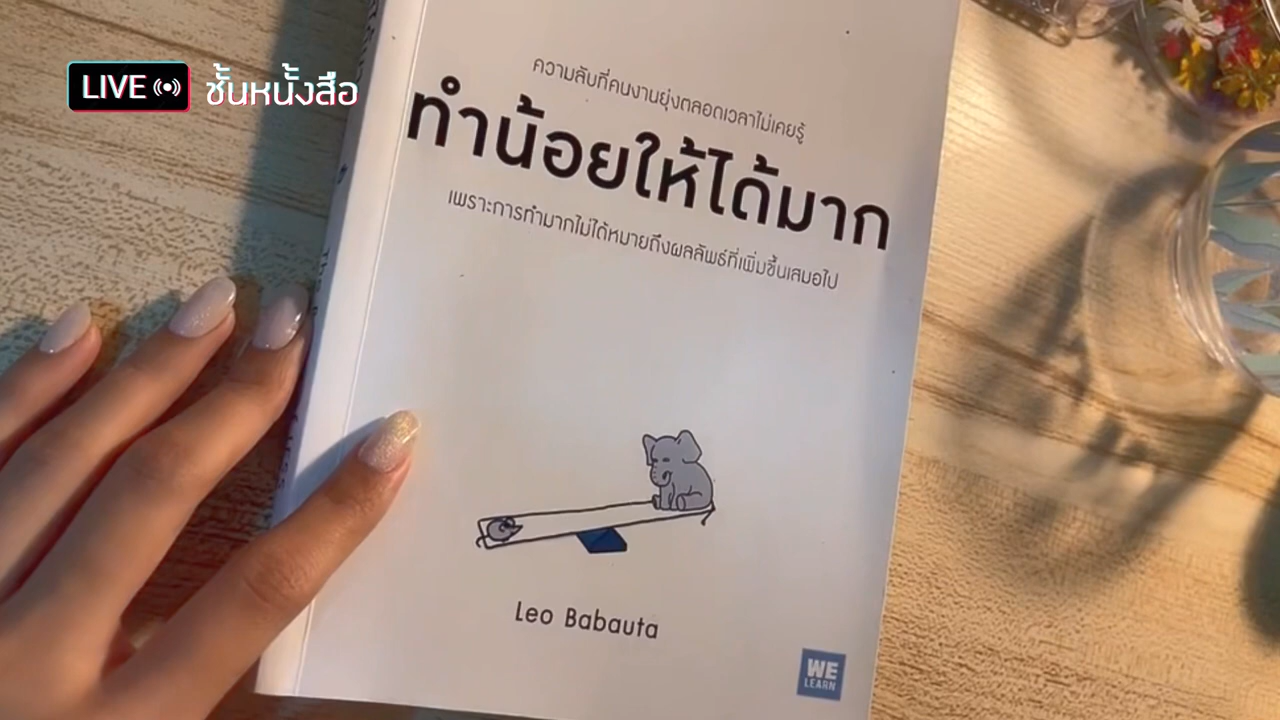 LIVE ชั้นหนั้งสือ
ความลับที่คนงานยุ่งตลอดเวลาไม่เคยรู้
ทำน้อยให้ได้มาก
เพราะการทำมากไม่ได้หมายถึงผลลัพธ์ที่เพิ่มขึ้นเสมอไป
Leo Babauta
WE
LEARN